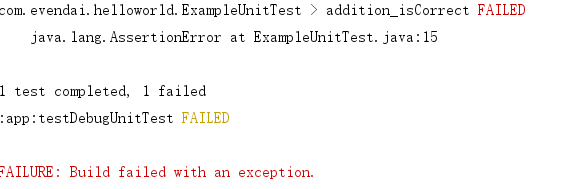 com.evendai.helloworld.ExampleUnitTest > addition_isCorrect FAILED
java.lang.AssertionError at ExampleUnitTest.java:15
1 test completed, 1 failed
:app:testDebugUnitTest FAILED
FAILURE: Build failed with an exception.